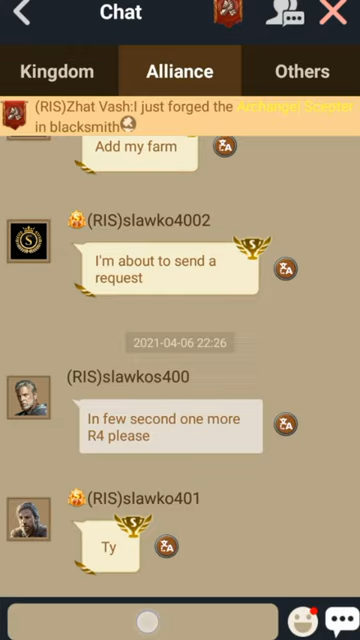 Chat
Kingdom
Alliance
Others
(RIS)Zhat Vash:I just forged the Archangel Scepter
in blacksmith
Add my farm
(RIS)slawko4002
I'm about to send a
request
2021-04-06 22:26
(RIS)slawkos400
In few second one more
R4 please
(RIS)slawko401
Ty